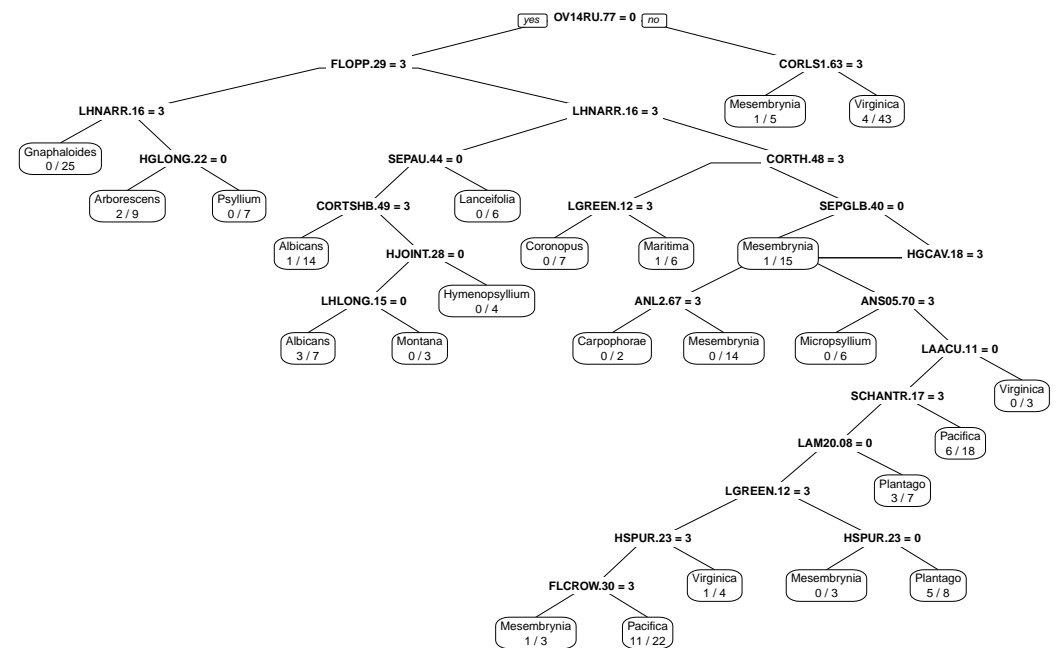 yes OV14RU.77 = 0 no
FLOPP.29 = 3
CORLS1.63 = 3
LHNARR.16 = 3
LHNARR.16 = 3
Mesembrynia
1 / 5
Virginica
4 / 43
Gnaphaloides
0 / 25
HGLONG.22 = 0
SEPAU.44 = 0
CORTH.48 = 3
Arborescens
2 / 9
Psyllium
0 / 7
CORTSHB.49 = 3
Lanceifolia
0 / 6
LGREEN.12 = 3
SEPGLB.40 = 0
Albicans
1 / 14
HJOINT.28 = 0
Coronopus
0 / 7
Maritima
1 / 6
Mesembrynia
1 / 15
HGCAV.18 = 3
LHLONG.15 = 0
Hymenopsyllium
0 / 4
ANL2.67 = 3
ANS05.70 = 3
Albicans
3 / 7
Montana
0 / 3
Carpophorae
0 / 2
Mesembrynia
0 / 14
Micropsyllium
0 / 6
LAACU.11 = 0
SCHANTR.17 = 3
Virginica
0 / 3
LAM20.08 = 0
Pacifica
6 / 18
LGREEN.12 = 3
Plantago
3 / 7
HSPUR.23 = 3
HSPUR.23 = 0
FLCROW.30 = 3
Virginica
1 / 4
Mesembrynia
0 / 3
Plantago
5 / 8
Mesembrynia
1 / 3
Pacifica
11 / 22